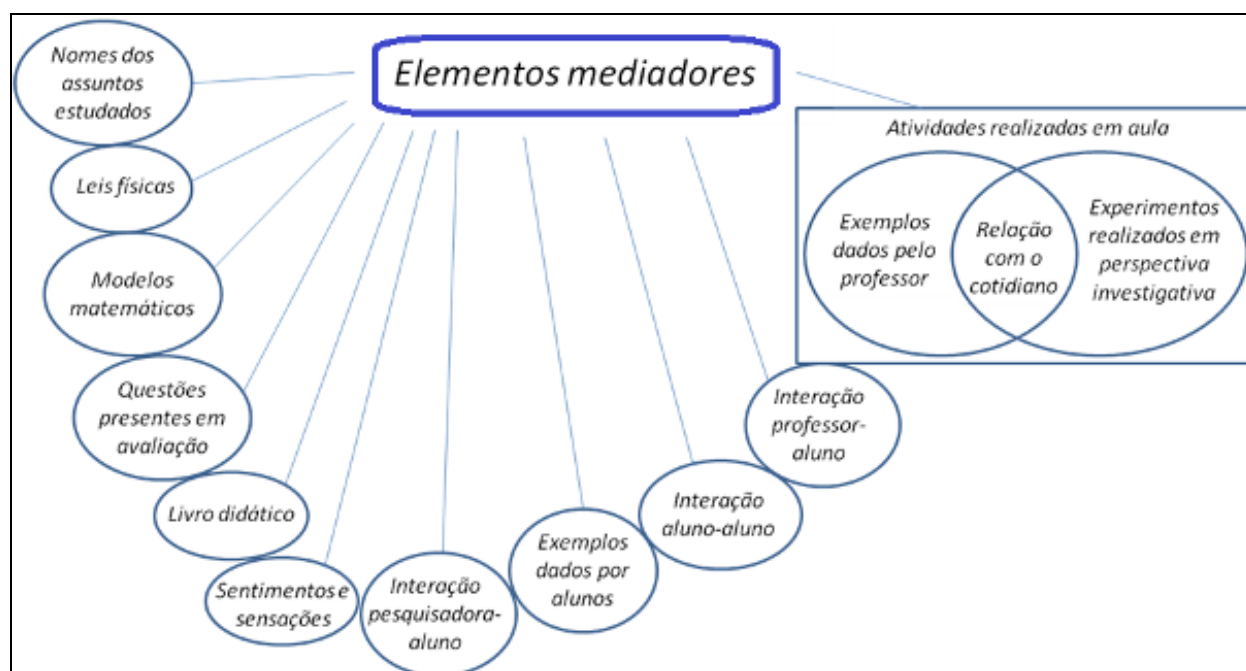 Elementos mediadores
Nomes dos
assuntos
estudados
Leis físicas
Modelos
matemáticos
Questões
presentes em
avaliação
Livro didático
Sentimentos e
sensações
Interação
pesquisadora-
aluno
Exemplos
dados por
alunos
Interação
aluno-aluno
Interação
professor-
aluno
Atividades realizadas em aula
Exemplos
dados pelo
professor
Relação
com o
cotidiano
Experimentos
realizados em
perspectiva
investigativa